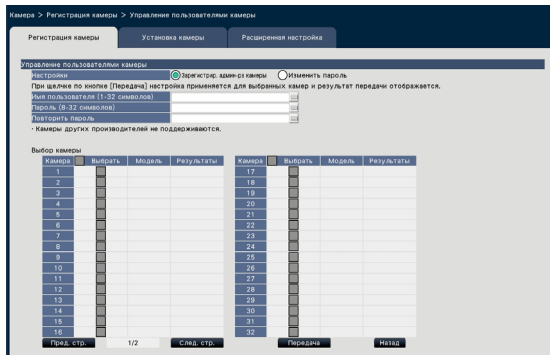 Камера > Регистрация камеры > Управление пользователями камеры
Регистрация камеры Установка камеры Расширенная настройка
Управление пользователями камеры
Настройки Зарегистрир. админ-ра камеры Изменить пароль
При щелчке по кнопке [Передача] настройка применяется для выбранных камер и результат передачи отображается.
Имя пользователя (1-32 символов)
Пароль (8-32 символов)
Повторить пароль
· Камеры других производителей не поддерживаются.
Выбор камеры
Камера Выбрать Модель Результаты Камера Выбрать Модель Результаты
1 17
2 18
3 19
4 20
5 21
6 22
7 23
8 24
9 25
10 26
11 27
12 28
13 29
14 30
15 31
16 32
Пред. стр. 1/2 След. стр. Передача Назад